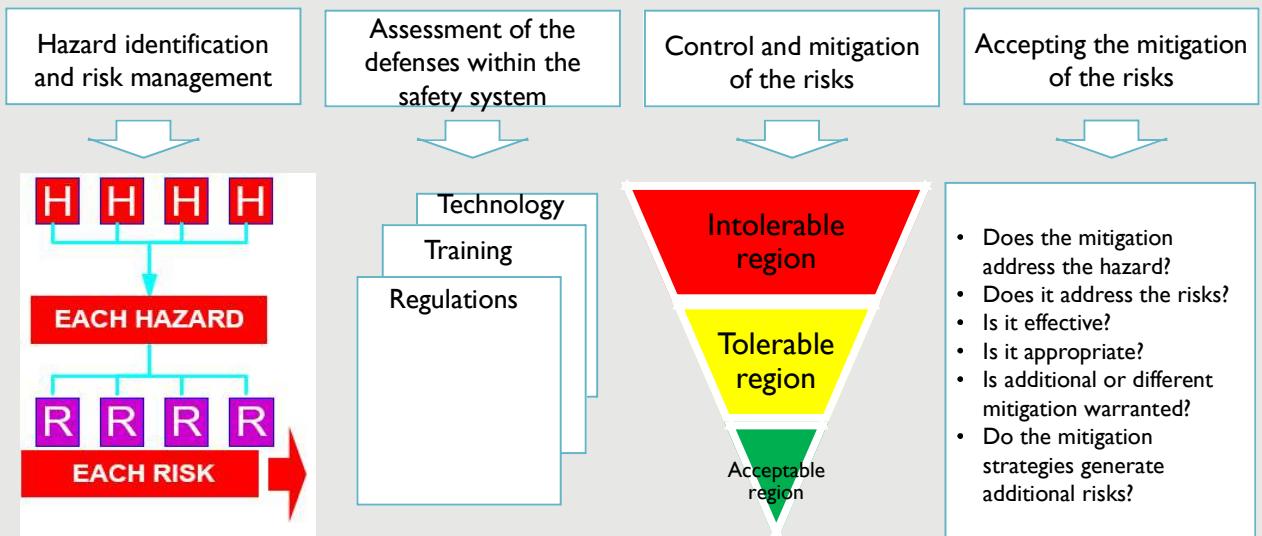 Hazard identification
and risk management
Assessment of the
defenses within the
safety system
Control and mitigation
of the risks
Accepting the mitigation
of the risks
H H H H
EACH HAZARD
R R R R
EACH RISK
Technology
Training
Regulations
Intolerable
region
Tolerable
region
Acceptable
region
• Does the mitigation
address the hazard?
• Does it address the risks?
• Is it effective?
• Is it appropriate?
• Is additional or different
mitigation warranted?
• Do the mitigation
strategies generate
additional risks?